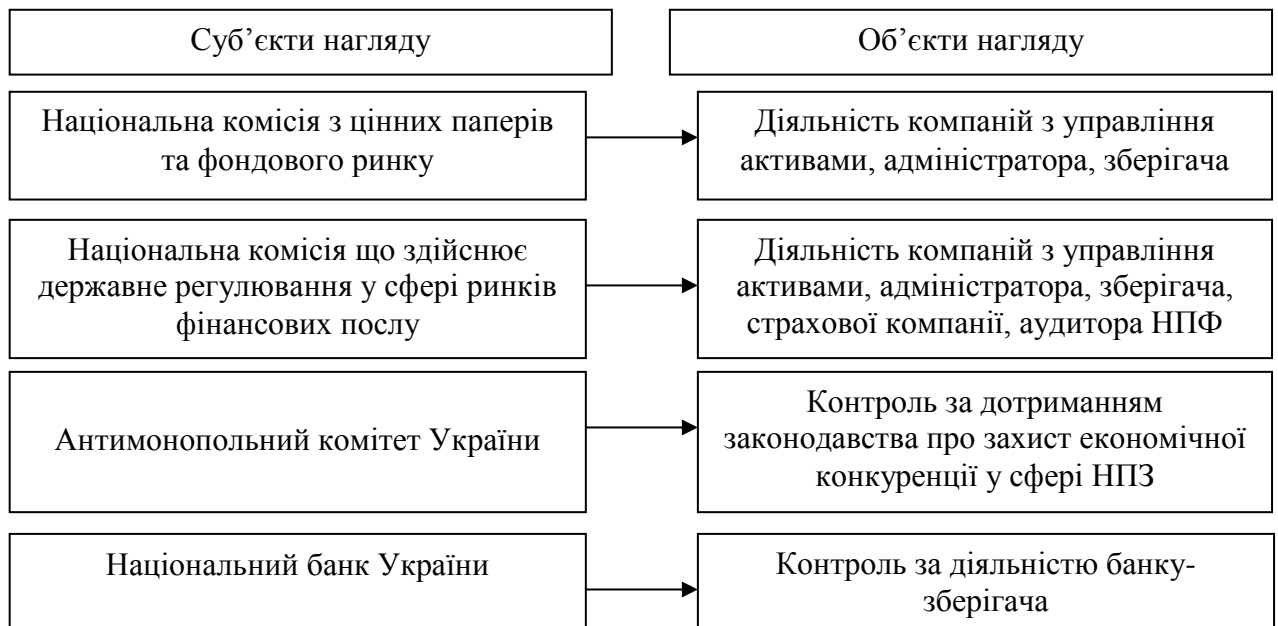 Суб’єкти нагляду
Об’єкти нагляду
Національна комісія з цінних паперів
та фондового ринку
Діяльність компаній з управління
активами, адміністратора, зберігача
Національна комісія що здійснює
державне регулювання у сфері ринків
фінансових послу
Діяльність компаній з управління
активами, адміністратора, зберігача,
страхової компанії, аудитора НПФ
Антимонопольний комітет України
Контроль за дотриманням
законодавства про захист економічної
конкуренції у сфері НПЗ
Національний банк України
Контроль за діяльністю банку-
зберігача